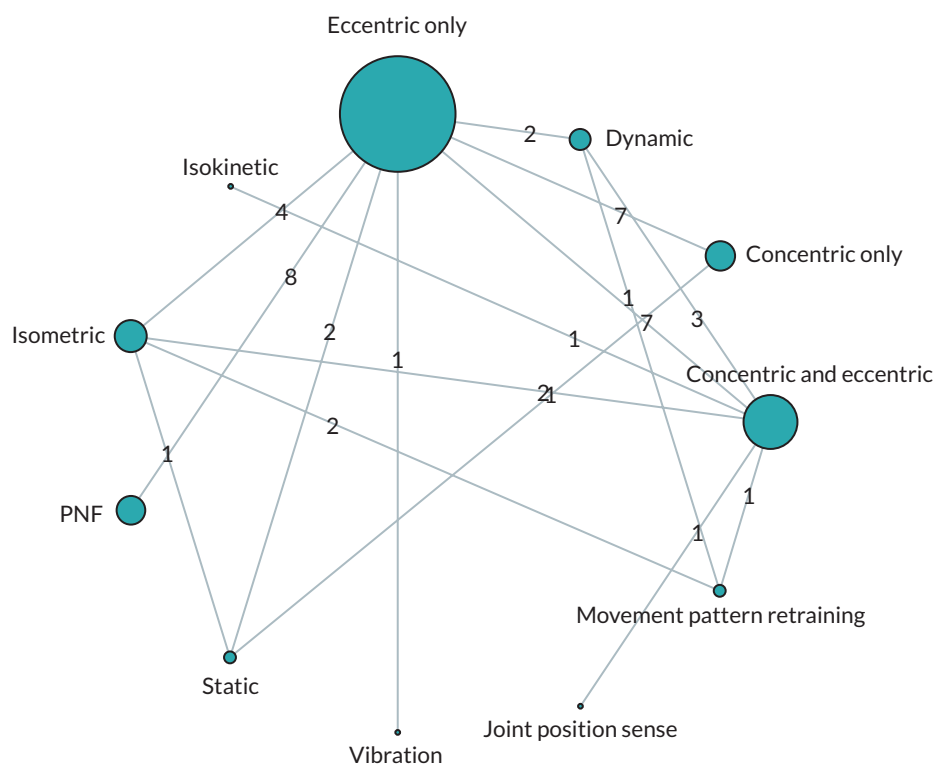 Eccentric only
2
Dynamic
Isokinetic
4
7
Concentric only
8
1
7
3
2
1
Isometric
1
Concentric and eccentric
2
1
2
1
1
PNF
1
Movement pattern retraining
Static
Joint position sense
Vibration